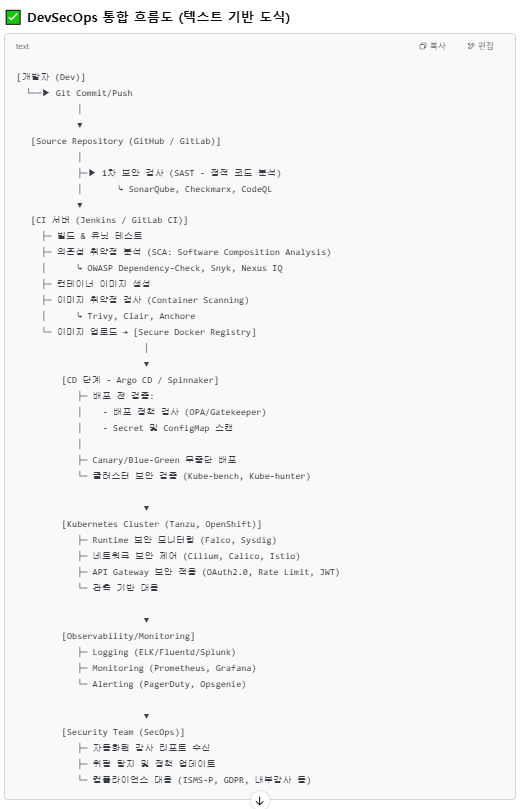 ✅ DevSecOps 통합 흐름도 (텍스트 기반 도식)
text 복사 편집
[개발자 (Dev)]
└──▶ Git Commit/Push
│
▼
[Source Repository (GitHub / GitLab)]
│
├─▶ 1차 보안 검사 (SAST - 정적 코드 분석)
│ ↳ SonarQube, Checkmarx, CodeQL
▼
[CI 서버 (Jenkins / GitLab CI)]
├─ 빌드 & 유닛 테스트
├─ 의존성 취약점 분석 (SCA: Software Composition Analysis)
│ ↳ OWASP Dependency-Check, Snyk, Nexus IQ
├─ 컨테이너 이미지 생성
├─ 이미지 취약점 검사 (Container Scanning)
│ ↳ Trivy, Clair, Anchore
└─ 이미지 업로드 → [Secure Docker Registry]
│
▼
[CD 단계 - Argo CD / Spinnaker]
├─ 배포 전 검증:
│ - 배포 정책 검사 (OPA/Gatekeeper)
│ - Secret 및 ConfigMap 스캔
│
├─ Canary/Blue-Green 무중단 배포
└─ 클러스터 보안 검증 (Kube-bench, Kube-hunter)
▼
[Kubernetes Cluster (Tanzu, OpenShift)]
├─ Runtime 보안 모니터링 (Falco, Sysdig)
├─ 네트워크 보안 제어 (Cilium, Calico, Istio)
├─ API Gateway 보안 적용 (OAuth2.0, Rate Limit, JWT)
└─ 관측 기반 대응
▼
[Observability/Monitoring]
├─ Logging (ELK/Fluentd/Splunk)
├─ Monitoring (Prometheus, Grafana)
└─ Alerting (PagerDuty, Opsgenie)
▼
[Security Team (SecOps)]
├─ 자동화된 감사 리포트 수신
├─ 위협 탐지 및 정책 업데이트
└─ 컴플라이언스 대응 (ISMS-P, GDPR, 내부감사 등)